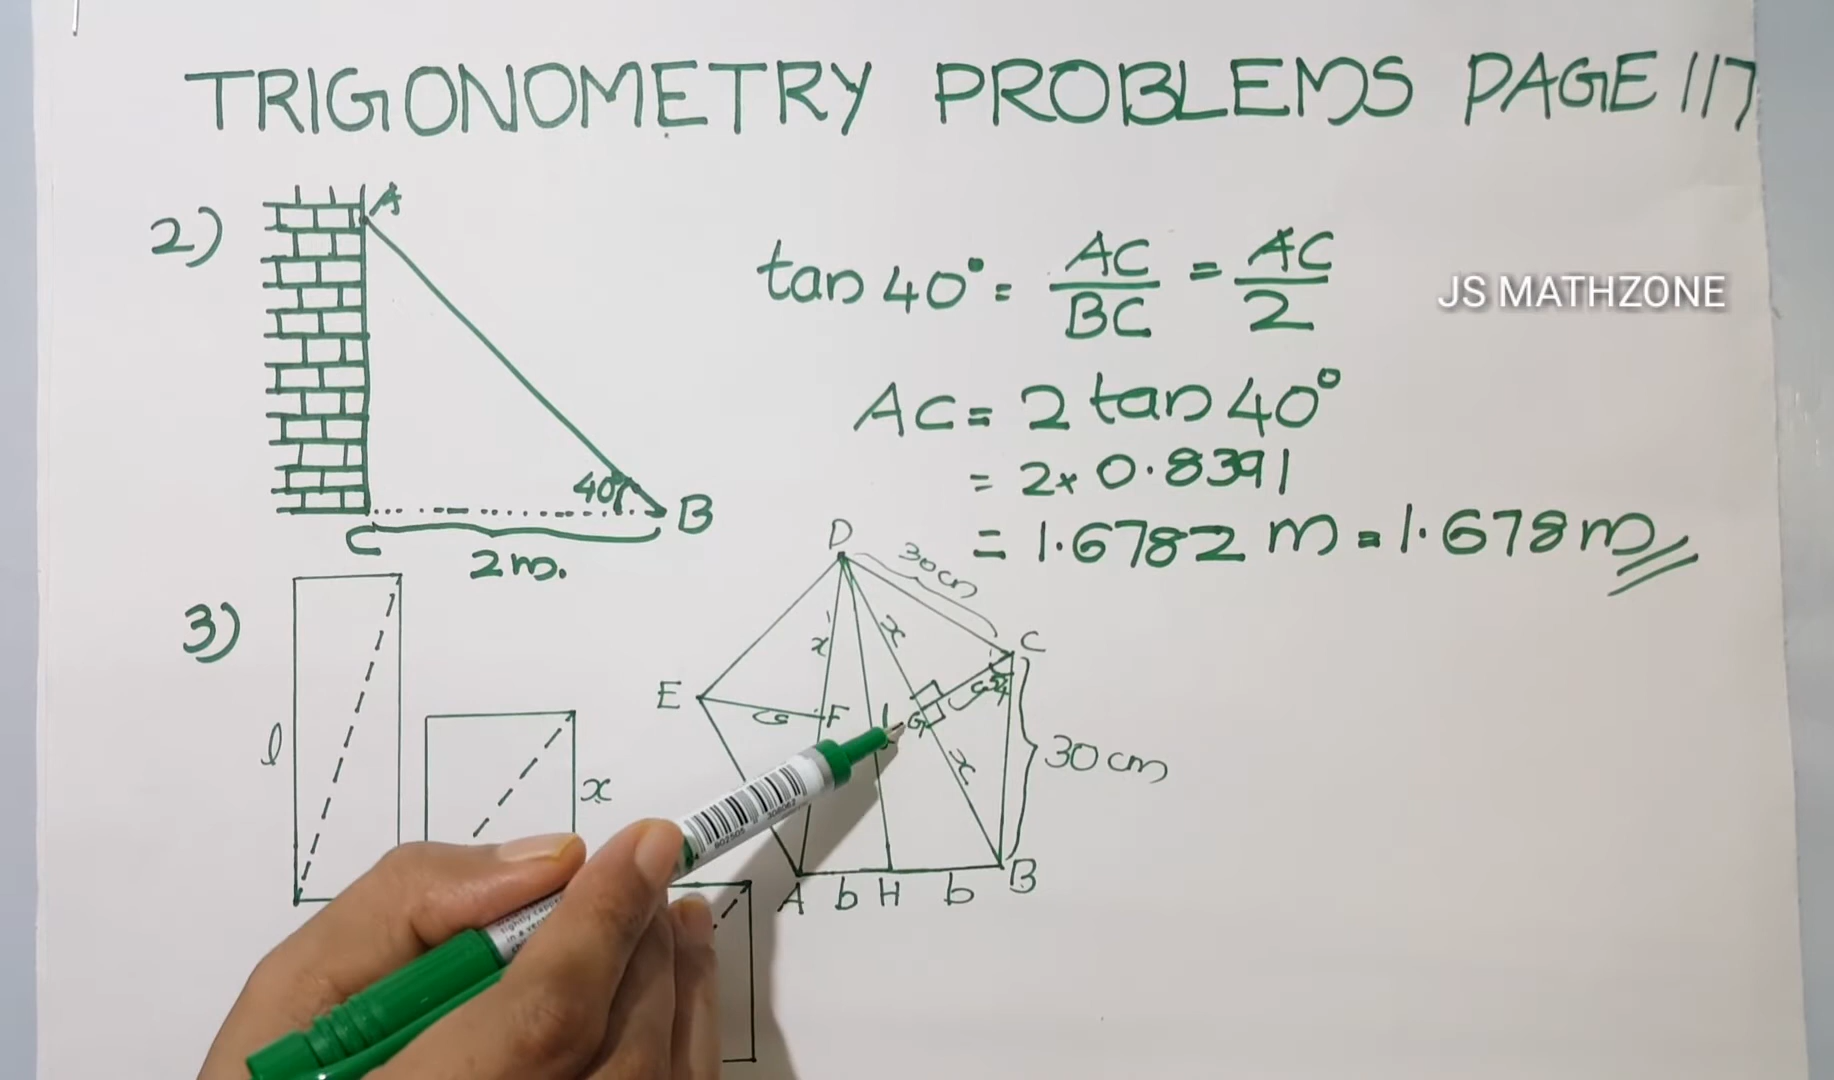 TRIGONOMETRY PROBLEMS PAGE 117
2)
A
40°
B
C
2m.
tan 40° = AC/BC = AC/2
JS MATHZONE
AC = 2 tan 40°
= 2 × 0.8391
= 1.6782 m = 1.678 m
3)
l
x
D
30 cm
C
x
x
E
F
G
x
30 cm
A b H b B